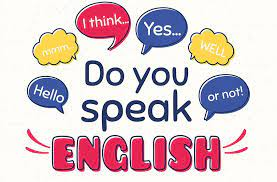 I think...
Yes...
mmm..
WELL
Hello
Do you
or not!
speak
ENGLISH